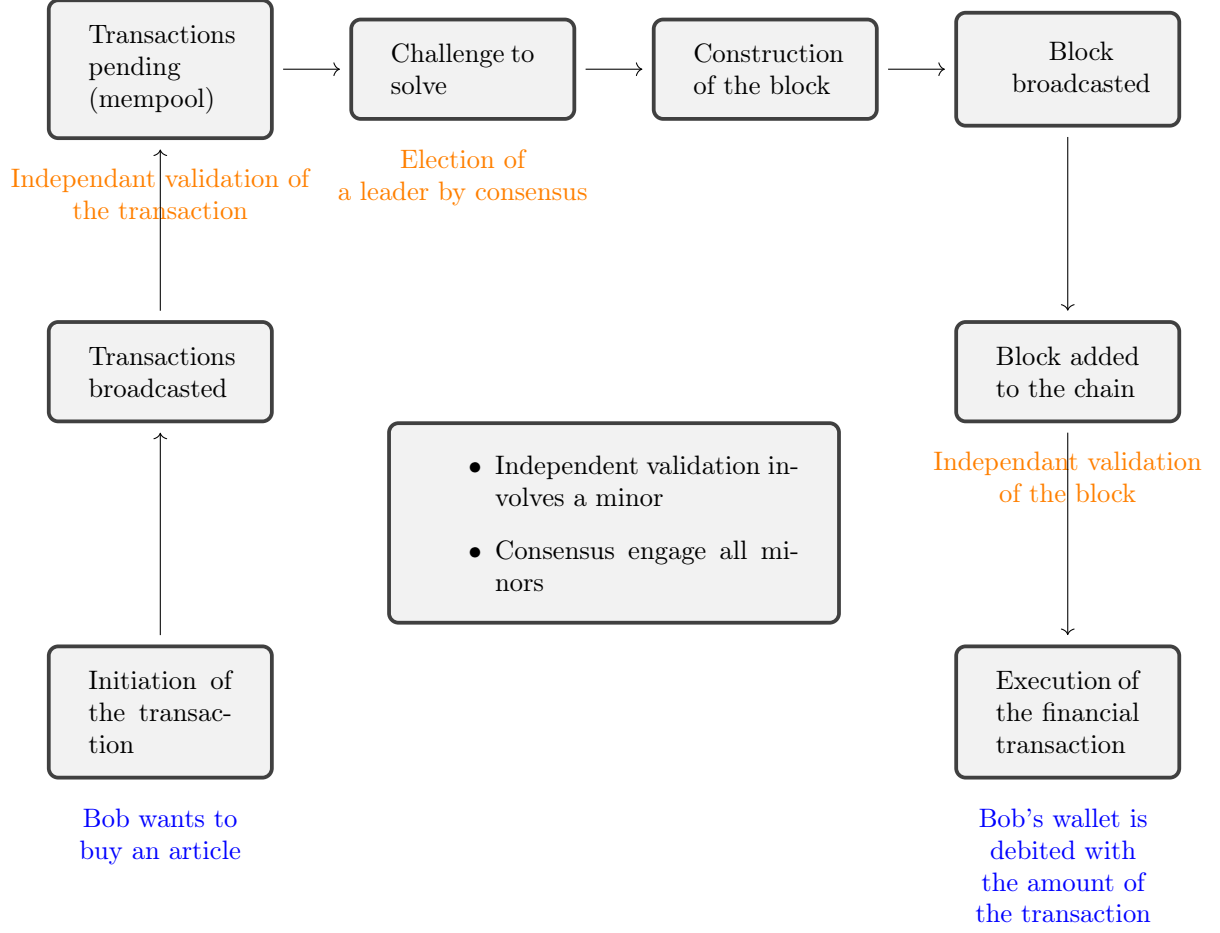 Transactions
pending
(mempool)
Challenge to
solve
Construction
of the block
Block
broadcasted
Independant validation of
the transaction
Election of
a leader by consensus
Transactions
broadcasted
Block added
to the chain
Independant validation
of the block
• Independent validation in-
volves a minor
• Consensus engage all mi-
nors
Initiation of
the transac-
tion
Execution of
the financial
transaction
Bob wants to
buy an article
Bob's wallet is
debited with
the amount of
the transaction